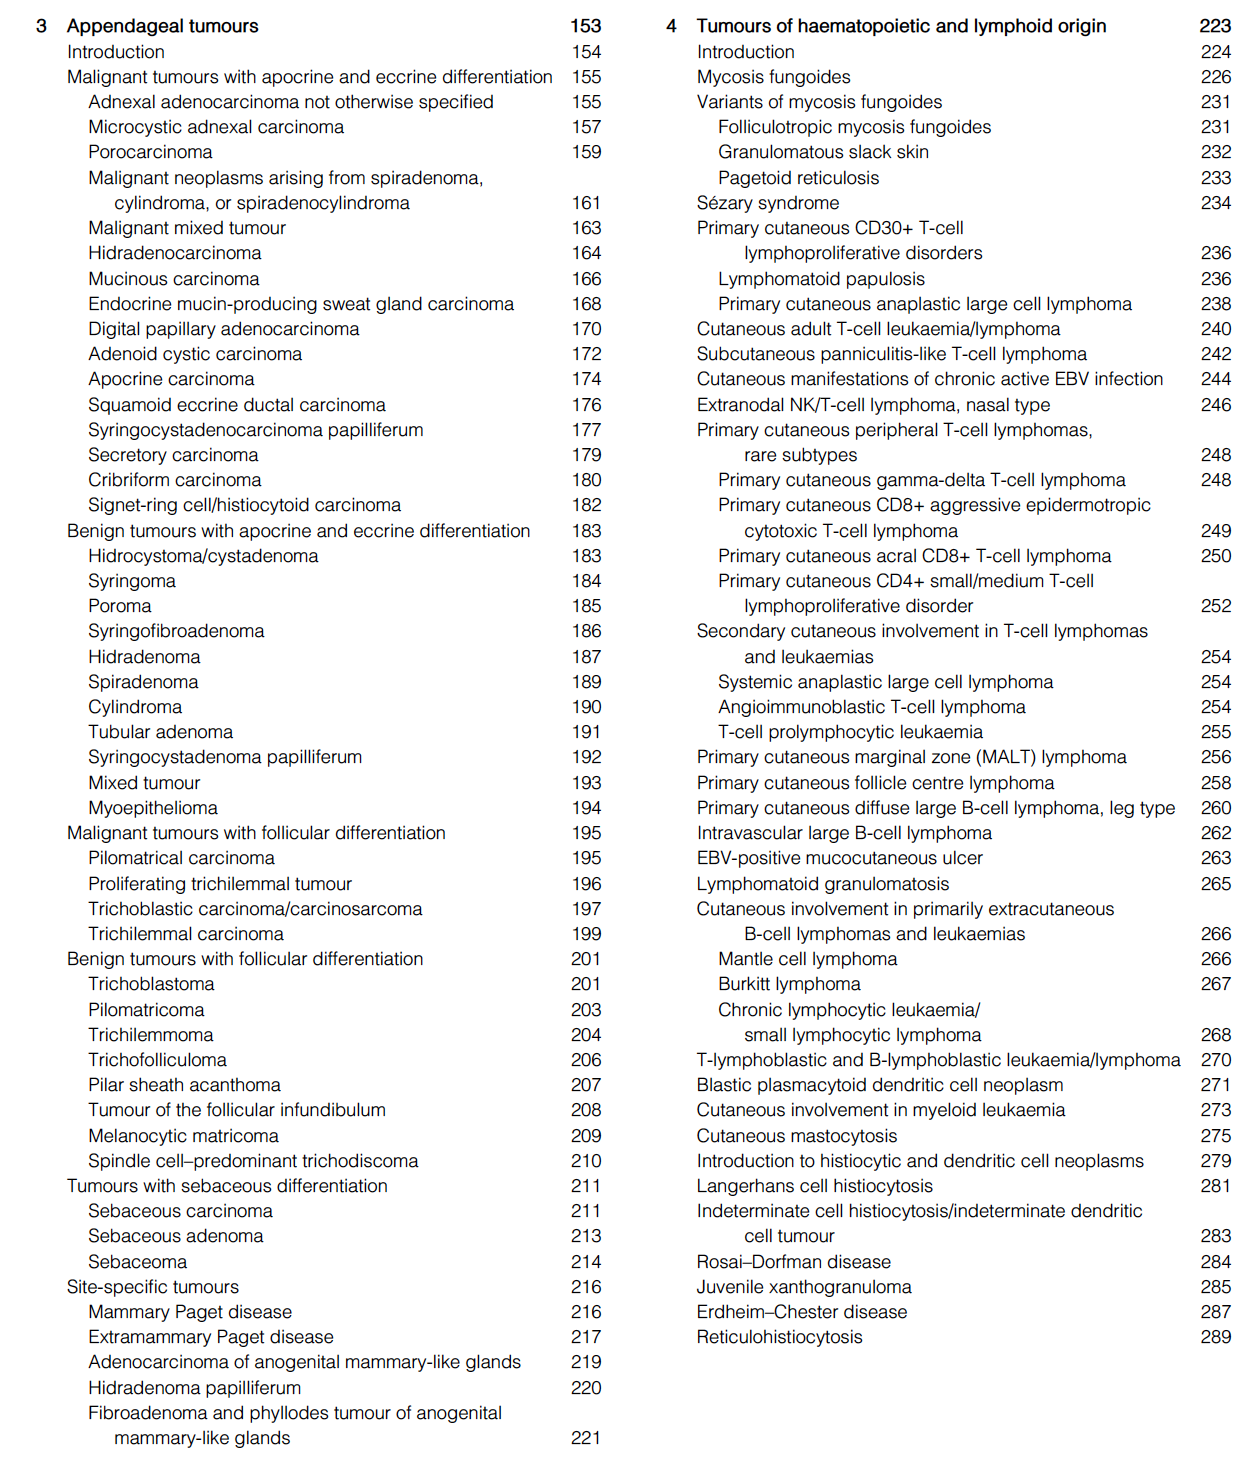 3 Appendageal tumours 153
Introduction 154
Malignant tumours with apocrine and eccrine differentiation 155
Adnexal adenocarcinoma not otherwise specified 155
Microcystic adnexal carcinoma 157
Porocarcinoma 159
Malignant neoplasms arising from spiradenoma,
cylindroma, or spiradenocylindroma 161
Malignant mixed tumour 163
Hidradenocarcinoma 164
Mucinous carcinoma 166
Endocrine mucin-producing sweat gland carcinoma 168
Digital papillary adenocarcinoma 170
Adenoid cystic carcinoma 172
Apocrine carcinoma 174
Squamoid eccrine ductal carcinoma 176
Syringocystadenocarcinoma papilliferum 177
Secretory carcinoma 179
Cribriform carcinoma 180
Signet-ring cell/histiocytoid carcinoma 182
Benign tumours with apocrine and eccrine differentiation 183
Hidrocystoma/cystadenoma 183
Syringoma 184
Poroma 185
Syringofibroadenoma 186
Hidradenoma 187
Spiradenoma 189
Cylindroma 190
Tubular adenoma 191
Syringocystadenoma papilliferum 192
Mixed tumour 193
Myoepithelioma 194
Malignant tumours with follicular differentiation 195
Pilomatrical carcinoma 195
Proliferating trichilemmal tumour 196
Trichoblastic carcinoma/carcinosarcoma 197
Trichilemmal carcinoma 199
Benign tumours with follicular differentiation 201
Trichoblastoma 201
Pilomatricoma 203
Trichilemmoma 204
Trichofolliculoma 206
Pilar sheath acanthoma 207
Tumour of the follicular infundibulum 208
Melanocytic matricoma 209
Spindle cell–predominant trichodiscoma 210
Tumours with sebaceous differentiation 211
Sebaceous carcinoma 211
Sebaceous adenoma 213
Sebaceoma 214
Site-specific tumours 216
Mammary Paget disease 216
Extramammary Paget disease 217
Adenocarcinoma of anogenital mammary-like glands 219
Hidradenoma papilliferum 220
Fibroadenoma and phyllodes tumour of anogenital
mammary-like glands 221
4 Tumours of haematopoietic and lymphoid origin 223
Introduction 224
Mycosis fungoides 226
Variants of mycosis fungoides 231
Folliculotropic mycosis fungoides 231
Granulomatous slack skin 232
Pagetoid reticulosis 233
Sézary syndrome 234
Primary cutaneous CD30+ T-cell
lymphoproliferative disorders 236
Lymphomatoid papulosis 236
Primary cutaneous anaplastic large cell lymphoma 238
Cutaneous adult T-cell leukaemia/lymphoma 240
Subcutaneous panniculitis-like T-cell lymphoma 242
Cutaneous manifestations of chronic active EBV infection 244
Extranodal NK/T-cell lymphoma, nasal type 246
Primary cutaneous peripheral T-cell lymphomas,
rare subtypes 248
Primary cutaneous gamma-delta T-cell lymphoma 248
Primary cutaneous CD8+ aggressive epidermotropic
cytotoxic T-cell lymphoma 249
Primary cutaneous acral CD8+ T-cell lymphoma 250
Primary cutaneous CD4+ small/medium T-cell
lymphoproliferative disorder 252
Secondary cutaneous involvement in T-cell lymphomas
and leukaemias 254
Systemic anaplastic large cell lymphoma 254
Angioimmunoblastic T-cell lymphoma 254
T-cell prolymphocytic leukaemia 255
Primary cutaneous marginal zone (MALT) lymphoma 256
Primary cutaneous follicle centre lymphoma 258
Primary cutaneous diffuse large B-cell lymphoma, leg type 260
Intravascular large B-cell lymphoma 262
EBV-positive mucocutaneous ulcer 263
Lymphomatoid granulomatosis 265
Cutaneous involvement in primarily extracutaneous
B-cell lymphomas and leukaemias 266
Mantle cell lymphoma 266
Burkitt lymphoma 267
Chronic lymphocytic leukaemia/
small lymphocytic lymphoma 268
T-lymphoblastic and B-lymphoblastic leukaemia/lymphoma 270
Blastic plasmacytoid dendritic cell neoplasm 271
Cutaneous involvement in myeloid leukaemia 273
Cutaneous mastocytosis 275
Introduction to histiocytic and dendritic cell neoplasms 279
Langerhans cell histiocytosis 281
Indeterminate cell histiocytosis/indeterminate dendritic
cell tumour 283
Rosai–Dorfman disease 284
Juvenile xanthogranuloma 285
Erdheim–Chester disease 287
Reticulohistiocytosis 289